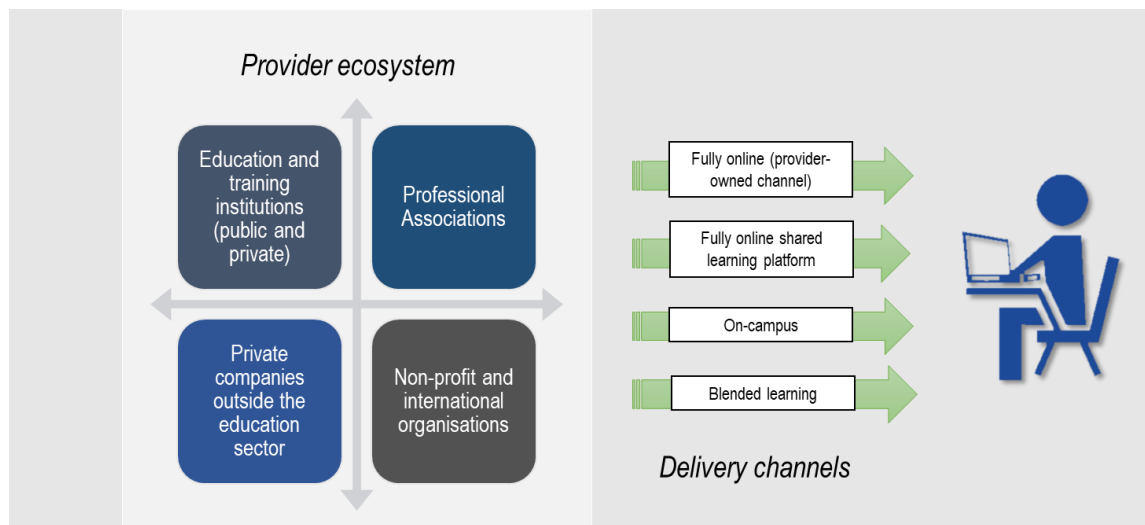 Provider ecosystem
Education and
training
institutions
(public and
private)
Professional
Associations
Private
companies
outside the
education
sector
Non-profit and
international
organisations
Fully online (provider-
owned channel)
Fully online shared
learning platform
On-campus
Blended learning
Delivery channels